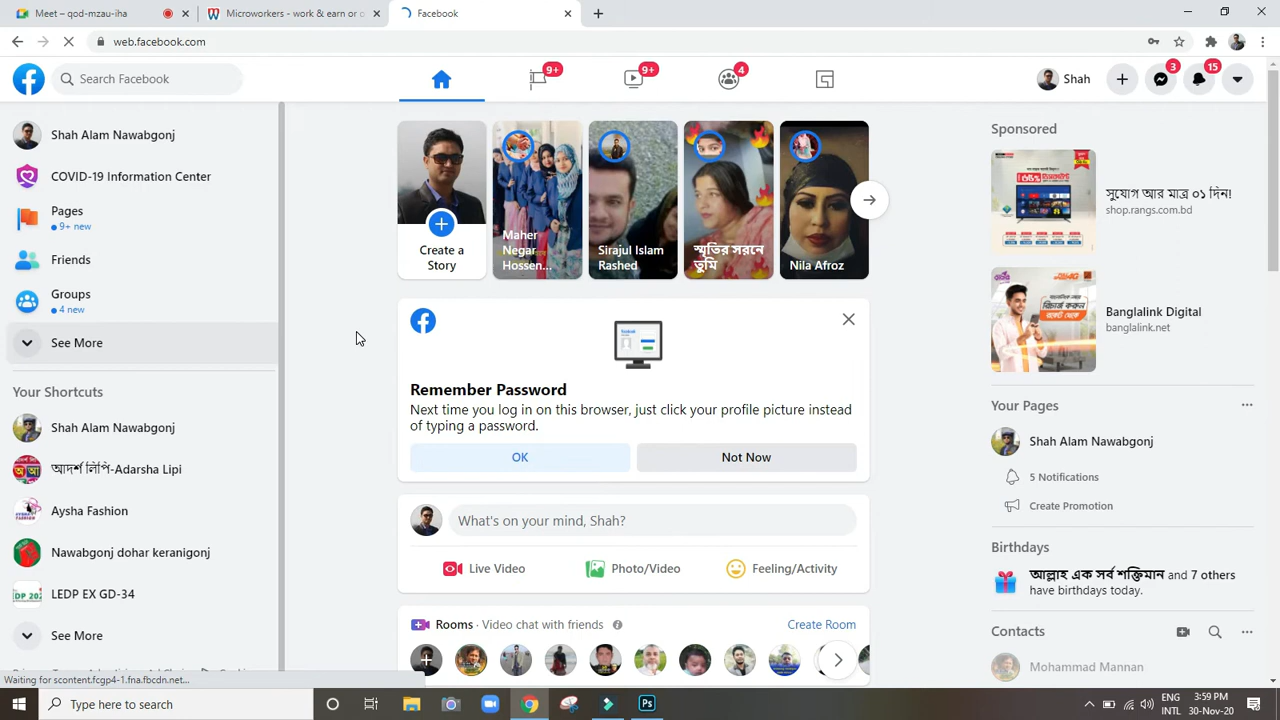 Meet – qod-mzau-iha
Microworkers - work & earn or o
Facebook
web.facebook.com
Search Facebook
9+
9+
4
Shah
3
15
Shah Alam Nawabgonj
COVID-19 Information Center
Pages
9+ new
Friends
Groups
4 new
See More
Your Shortcuts
Shah Alam Nawabgonj
আদর্শ লিপি-Adarsha Lipi
Aysha Fashion
Nawabgonj dohar keranigonj
LEDP EX GD-34
See More
Waiting for scontent.fcgp4-1.fna.fbcdn.net...
Create a
Story
Maher
Negar
Hossen...
Sirajul Islam
Rashed
স্মৃতির সরনে
তুমি
Nila Afroz
Remember Password
Next time you log in on this browser, just click your profile picture instead
of typing a password.
OK
Not Now
What's on your mind, Shah?
Live Video
Photo/Video
Feeling/Activity
Rooms · Video chat with friends
Create Room
Sponsored
সুযোগ আর মাত্র ০১ দিন!
shop.rangs.com.bd
Banglalink Digital
banglalink.net
Your Pages
Shah Alam Nawabgonj
5 Notifications
Create Promotion
Birthdays
আল্লাহ এক সর্ব শক্তিমান and 7 others
have birthdays today.
Contacts
Mohammad Mannan
Type here to search
ENG
INTL
3:59 PM
30-Nov-20